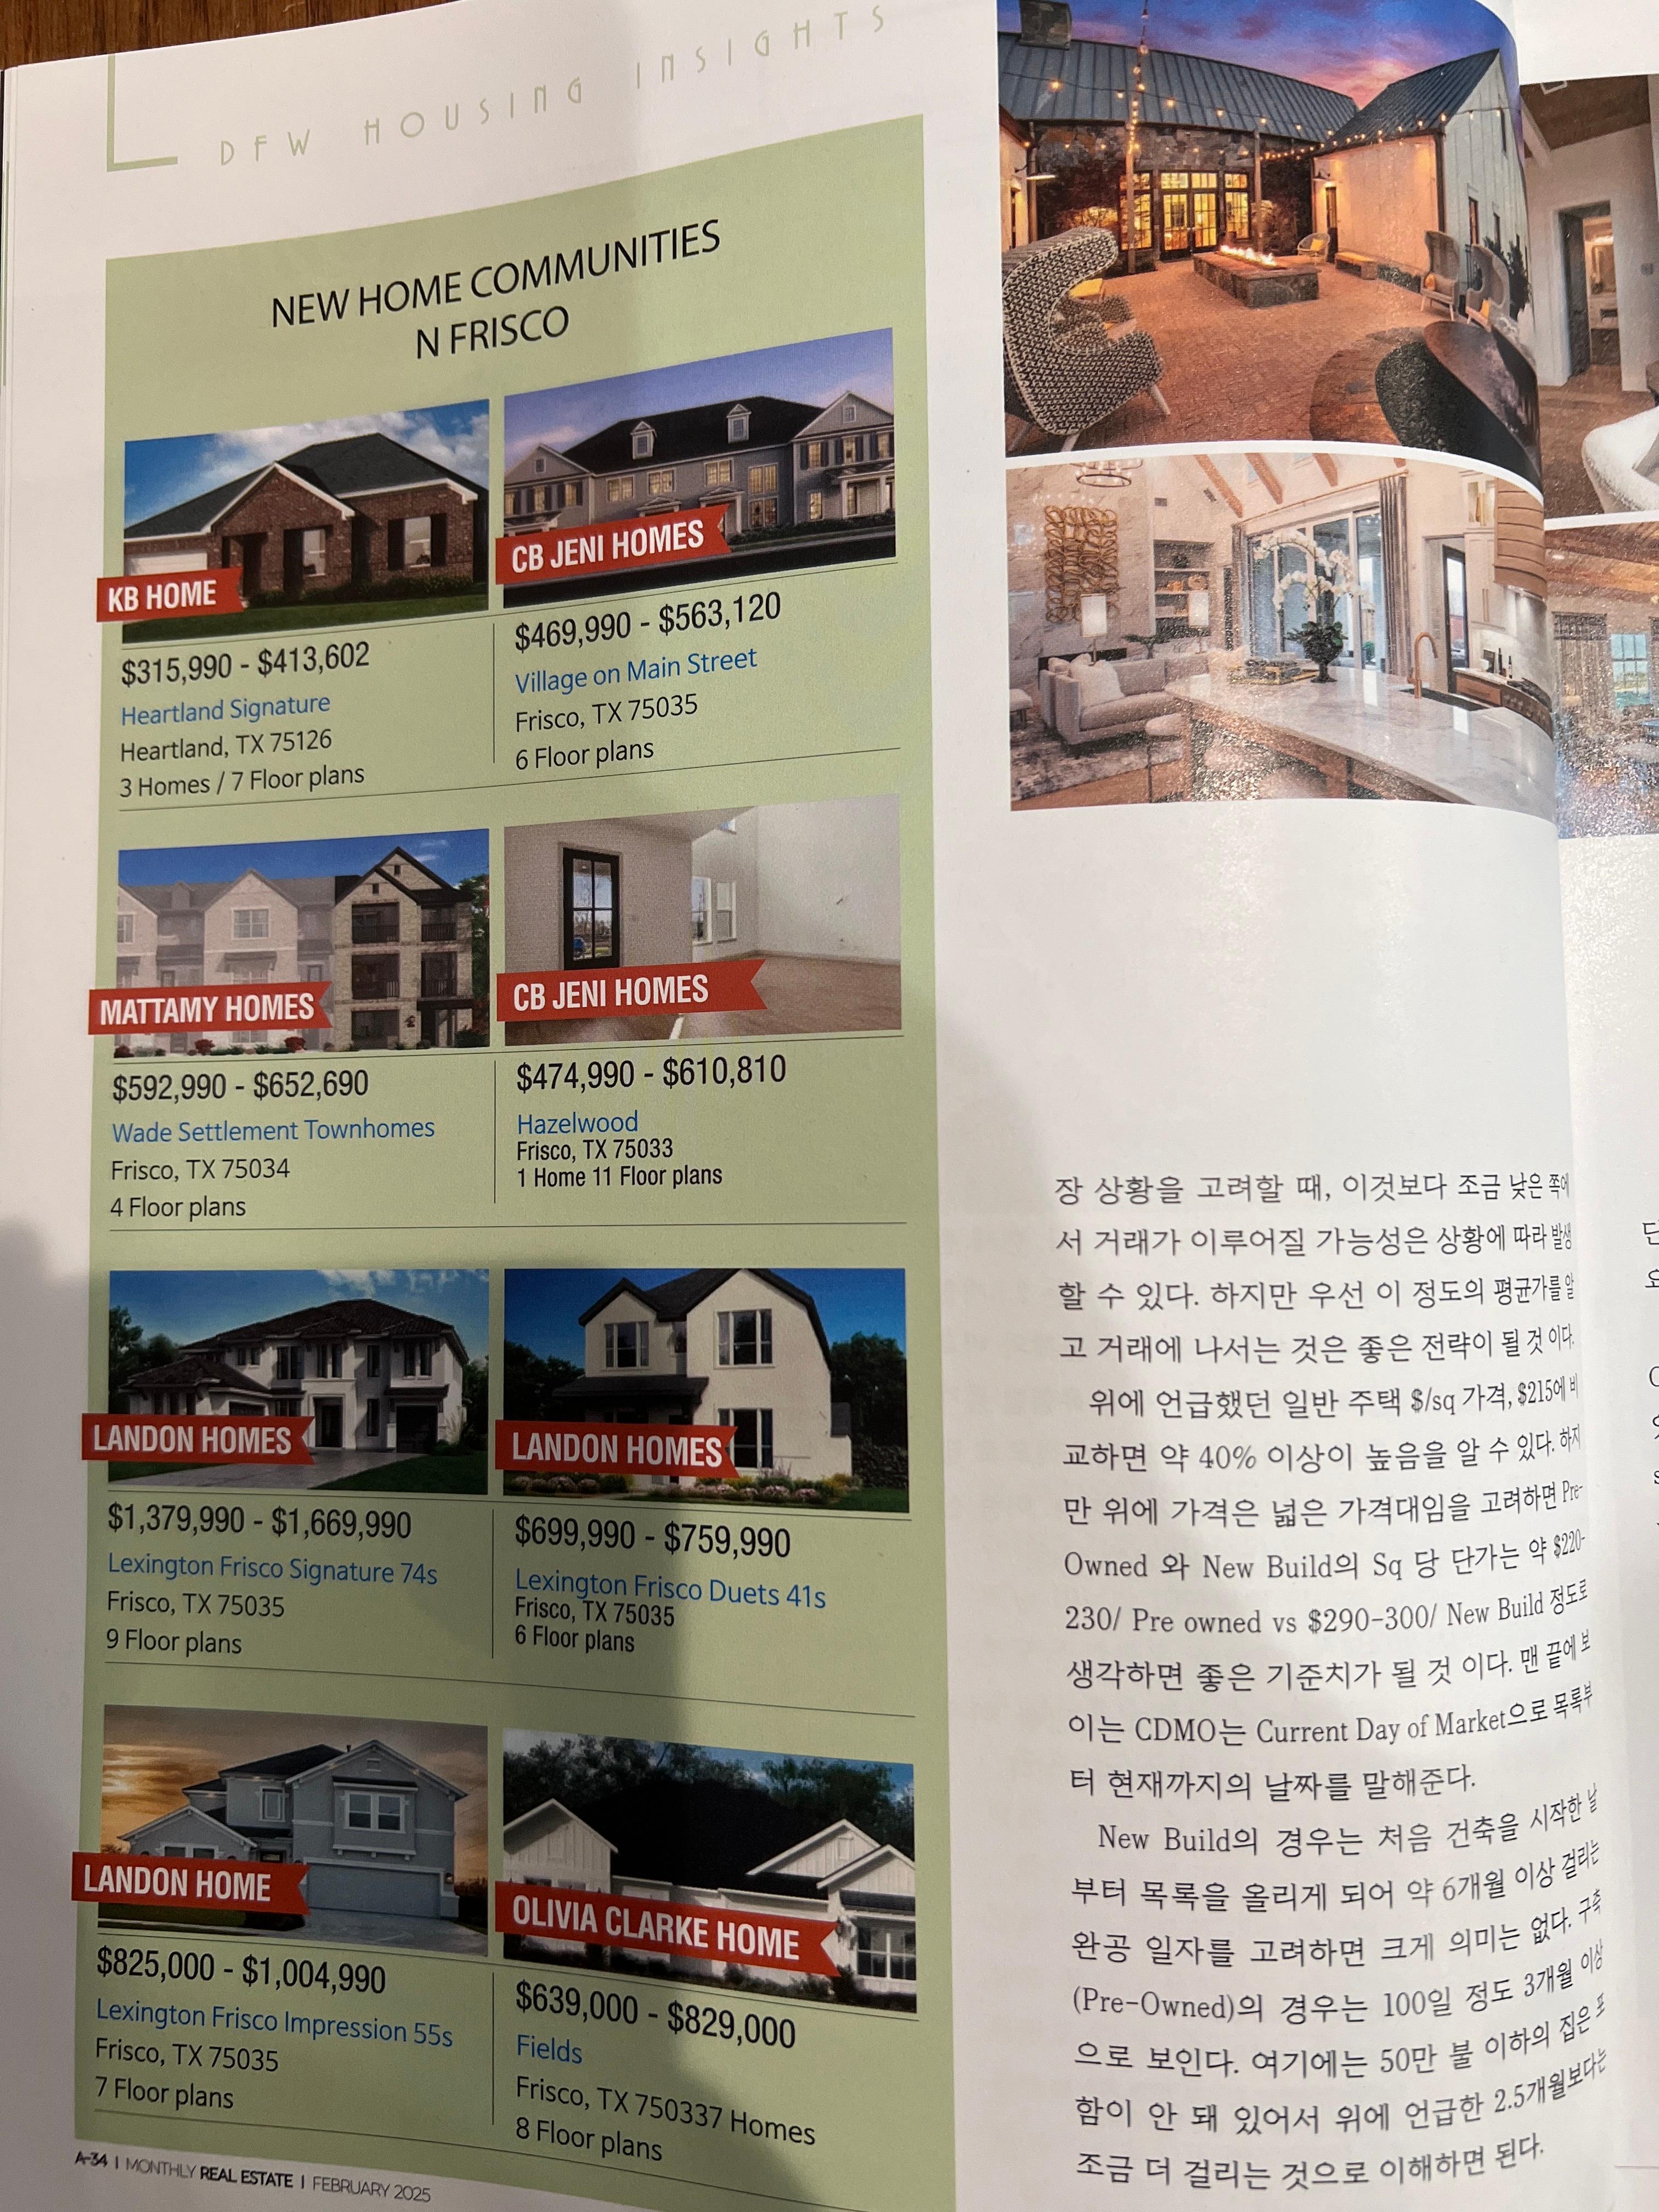 DFW HOUSING INSIGHTS
NEW HOME COMMUNITIES
N FRISCO
KB HOME
$315,990 - $413,602
Heartland Signature
Heartland, TX 75126
3 Homes / 7 Floor plans
CB JENI HOMES
$469,990 - $563,120
Village on Main Street
Frisco, TX 75035
6 Floor plans
MATTAMY HOMES
$592,990 - $652,690
Wade Settlement Townhomes
Frisco, TX 75034
4 Floor plans
CB JENI HOMES
$474,990 - $610,810
Hazelwood
Frisco, TX 75033
1 Home 11 Floor plans
LANDON HOMES
$1,379,990 - $1,669,990
Lexington Frisco Signature 74s
Frisco, TX 75035
9 Floor plans
LANDON HOMES
$699,990 - $759,990
Lexington Frisco Duets 41s
Frisco, TX 75035
6 Floor plans
LANDON HOME
$825,000 - $1,004,990
Lexington Frisco Impression 55s
Frisco, TX 75035
7 Floor plans
OLIVIA CLARKE HOME
$639,000 - $829,000
Fields
Frisco, TX 750337 Homes
8 Floor plans
A-34 I MONTHLY REAL ESTATE I FEBRUARY 2025
장 상황을 고려할 때, 이것보다 조금 낮은 쪽에
서 거래가 이루어질 가능성은 상황에 따라 발생
할 수 있다. 하지만 우선 이 정도의 평균가를 알
고 거래에 나서는 것은 좋은 전략이 될 것 이다.
위에 언급했던 일반 주택 $/sq 가격, $215에 비
교하면 약 40% 이상이 높음을 알 수 있다. 하지
만 위에 가격은 넓은 가격대임을 고려하면 Pre-
Owned 와 New Build의 Sq 당 단가는 약 $220-
230/ Pre owned vs $290-300/ New Build 정도로
생각하면 좋은 기준치가 될 것 이다. 맨 끝에 보
이는 CDMO는 Current Day of Market으로 목록부
터 현재까지의 날짜를 말해준다.
New Build의 경우는 처음 건축을 시작한 날
부터 목록을 올리게 되어 약 6개월 이상 걸리는
완공 일자를 고려하면 크게 의미는 없다. 구축
(Pre-Owned)의 경우는 100일 정도 3개월 이상
으로 보인다. 여기에는 50만 불 이하의 집은 포
함이 안 돼 있어서 위에 언급한 2.5개월보다는
조금 더 걸리는 것으로 이해하면 된다.